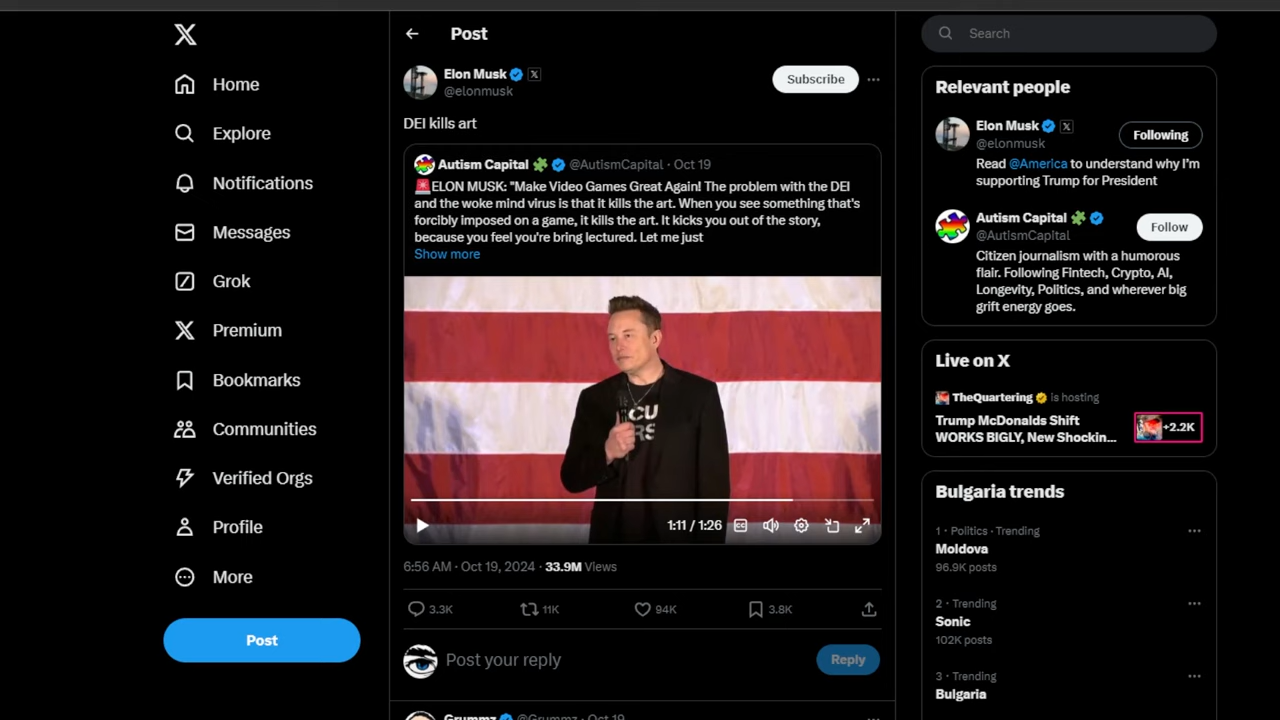 Post
Elon Musk
@elonmusk
Subscribe
DEI kills art
Autism Capital @AutismCapital · Oct 19
🚨ELON MUSK: "Make Video Games Great Again! The problem with the DEI
and the woke mind virus is that it kills the art. When you see something that's
forcibly imposed on a game, it kills the art. It kicks you out of the story,
because you feel you're bring lectured. Let me just
Show more
CU
RS
1:11 / 1:26
CC
6:56 AM · Oct 19, 2024 · 33.9M Views
3.3K
11K
94K
3.8K
Post your reply
Reply
Grummz @Grummz · Oct 19
Home
Explore
Notifications
Messages
Grok
Premium
Bookmarks
Communities
Verified Orgs
Profile
More
Post
Search
Relevant people
Elon Musk
@elonmusk
Following
Read @America to understand why I'm
supporting Trump for President
Autism Capital
@AutismCapital
Follow
Citizen journalism with a humorous
flair. Following Fintech, Crypto, AI,
Longevity, Politics, and wherever big
grift energy goes.
Live on X
TheQuartering is hosting
Trump McDonalds Shift
WORKS BIGLY, New Shockin...
+2.2K
Bulgaria trends
1 · Politics · Trending
Moldova
96.9K posts
2 · Trending
Sonic
102K posts
3 · Trending
Bulgaria